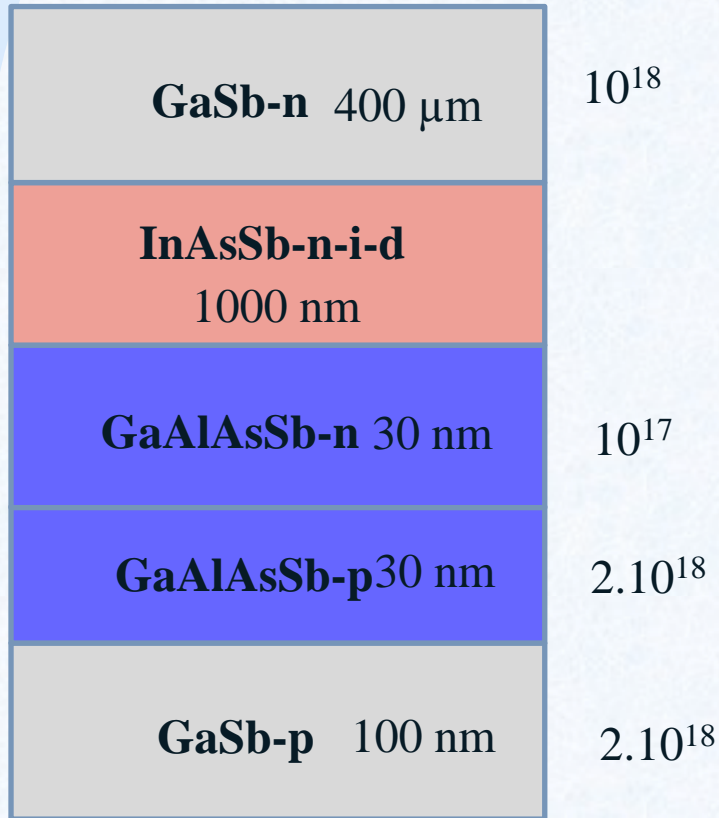 GaSb-n 400 µm 10¹⁸
InAsSb-n-i-d
1000 nm
GaAlAsSb-n 30 nm 10¹⁷
GaAlAsSb-p 30 nm 2.10¹⁸
GaSb-p 100 nm 2.10¹⁸